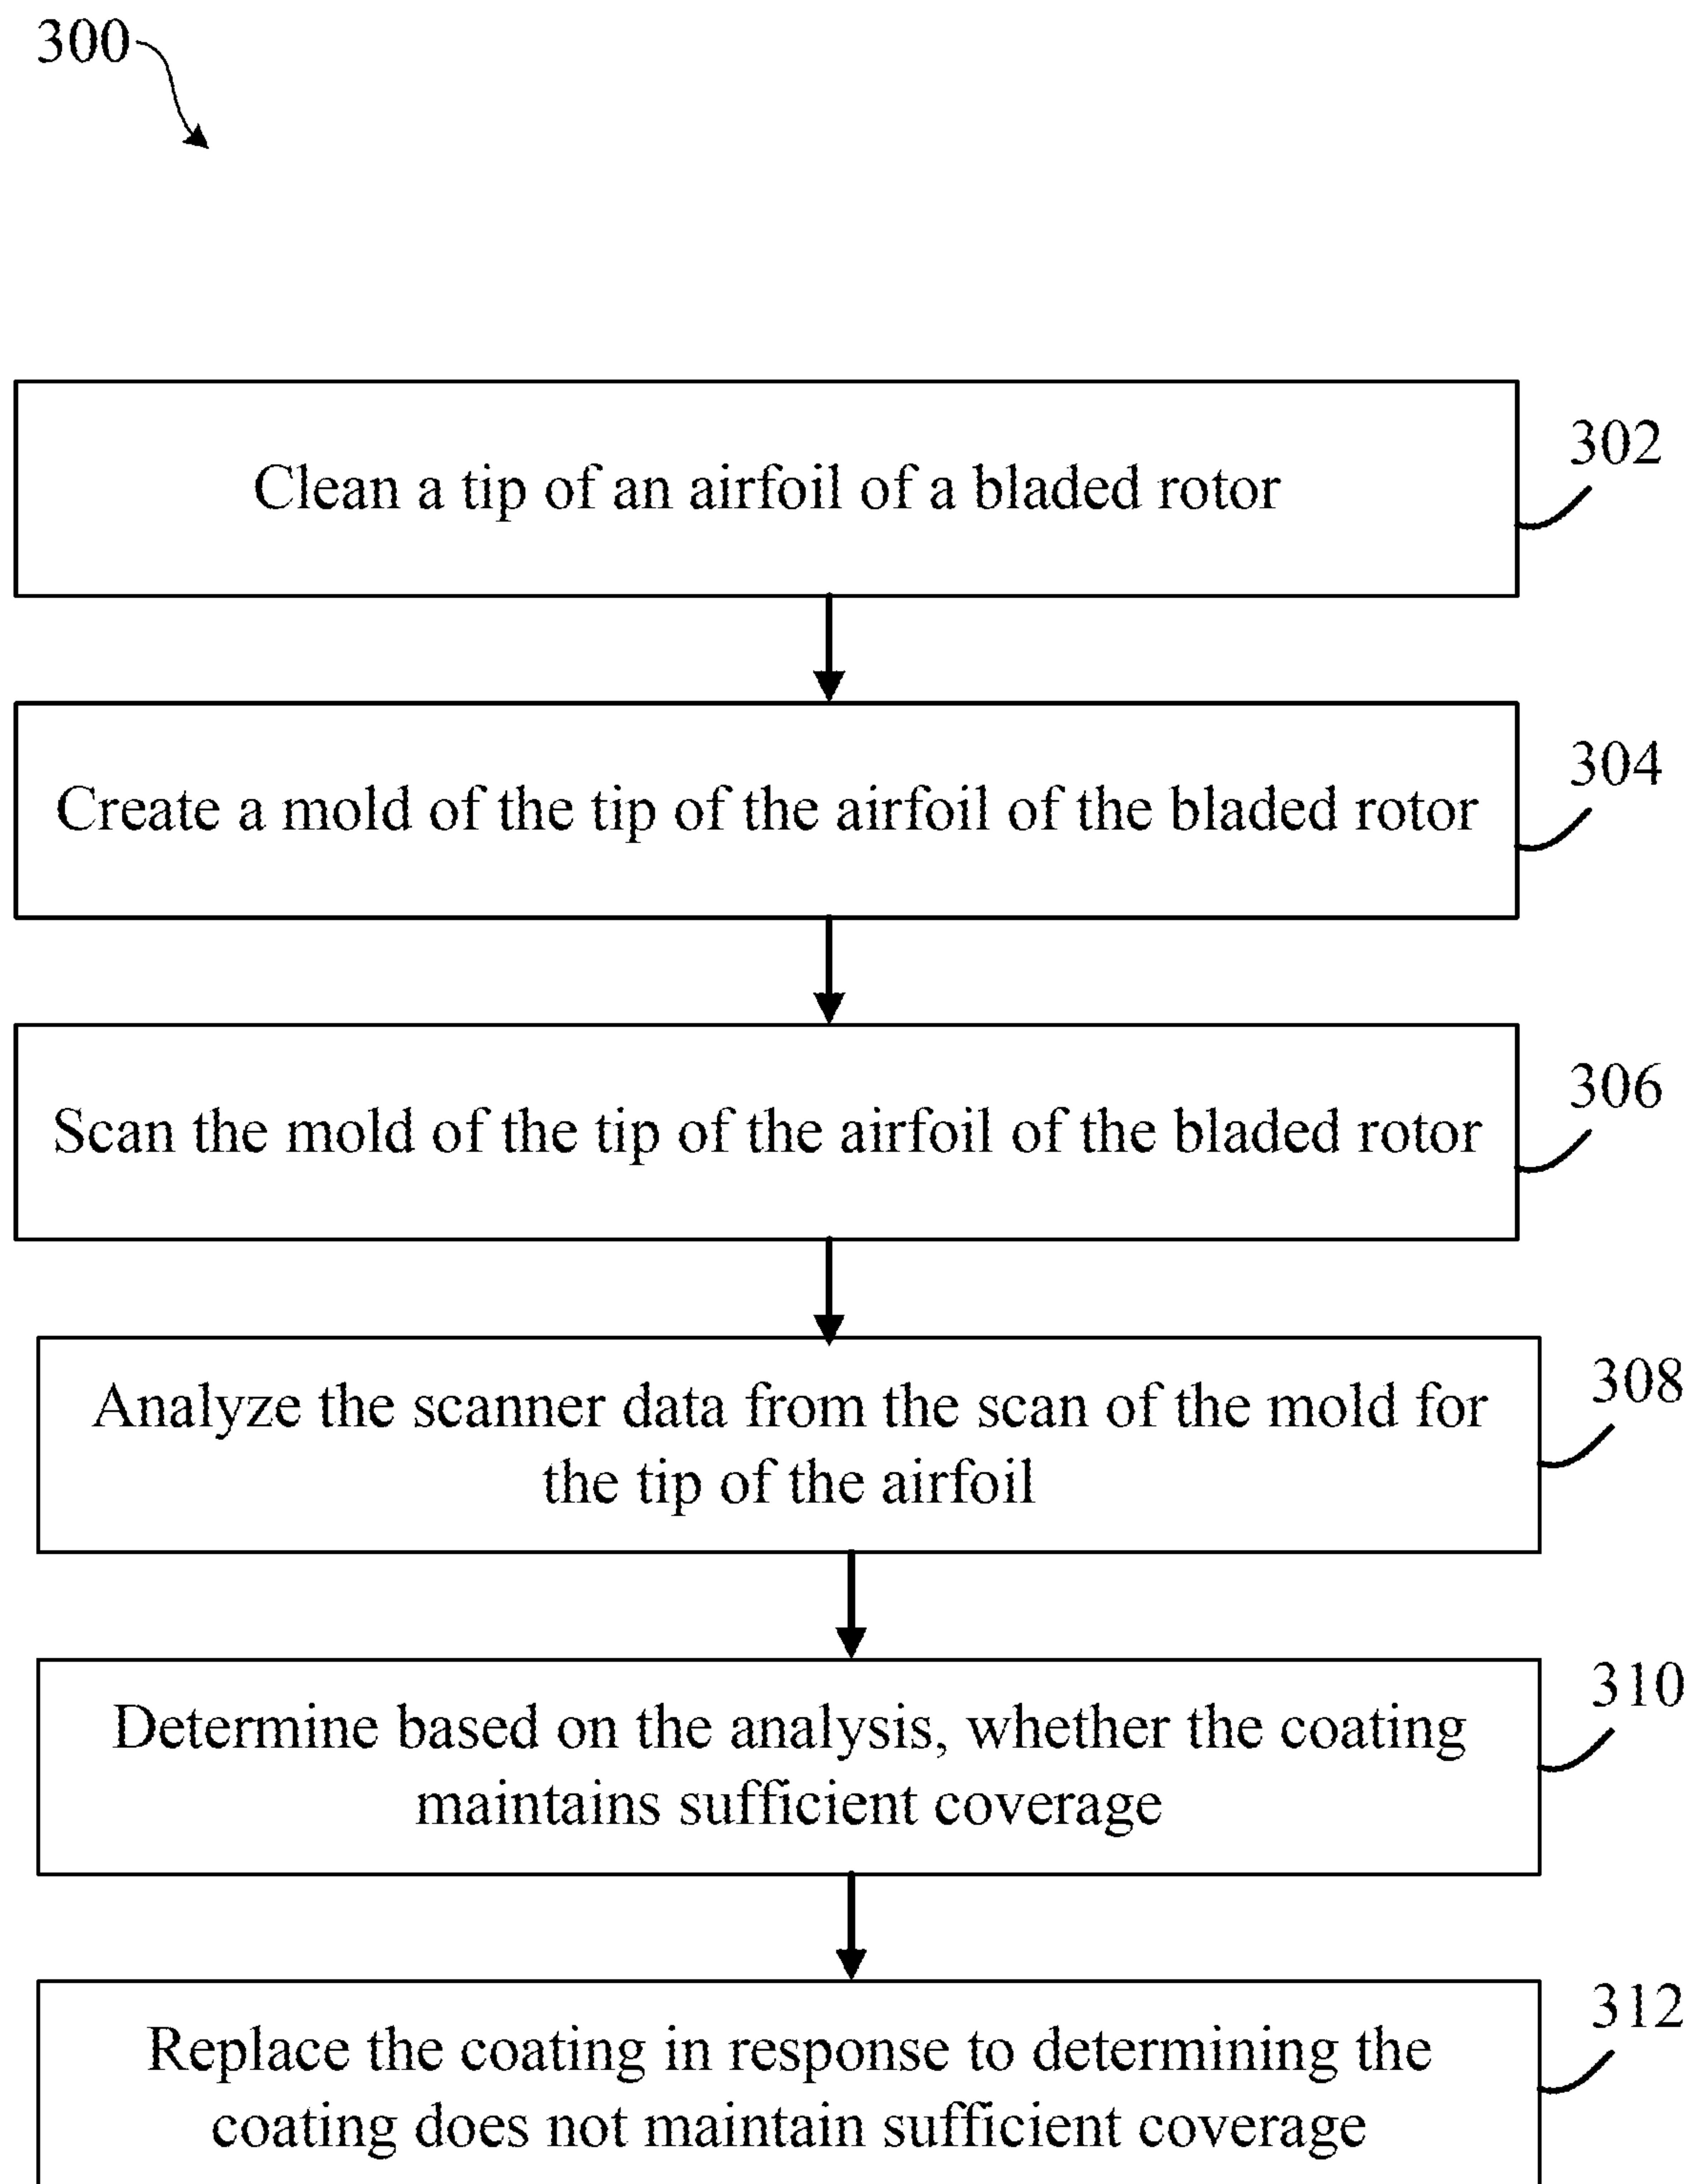 300
Clean a tip of an airfoil of a bladed rotor
302
Create a mold of the tip of the airfoil of the bladed rotor
304
Scan the mold of the tip of the airfoil of the bladed rotor
306
Analyze the scanner data from the scan of the mold for
the tip of the airfoil
308
Determine based on the analysis, whether the coating
maintains sufficient coverage
310
Replace the coating in response to determining the
coating does not maintain sufficient coverage
312